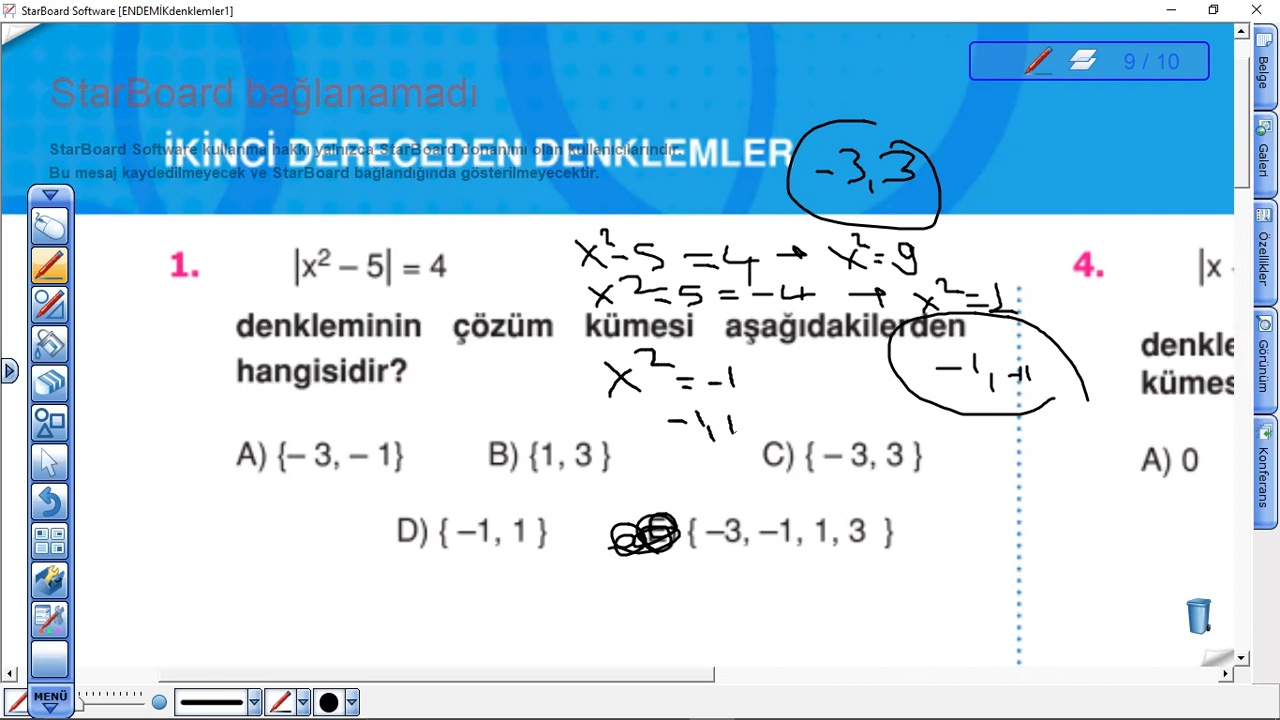 StarBoard Software [ENDEMİKdenklemler1]
9 / 10
StarBoard bağlanamadı
İKİNCİ DERECEDEN DENKLEMLER
StarBoard Software kullanma hakkı yalnızca StarBoard donanımı olan kullanıcılarındır.
Bu mesaj kaydedilmeyecek ve StarBoard bağlandığında gösterilmeyecektir.
-3,3
1. |x² – 5| = 4
x²-5 = 4 → x² = 9
x²=5 = -4 → x²=1
denkleminin çözüm kümesi aşağıdakilerden
hangisidir?
-1,+1
x² = -1
-1,1
A) {– 3, – 1} B) {1, 3 } C) { – 3, 3 }
D) { –1, 1 } { –3, –1, 1, 3 }
4. |x
denkle
kümes
A) 0
MENÜ
Belge
Galeri
Özellikler
Görünüm
Konferans